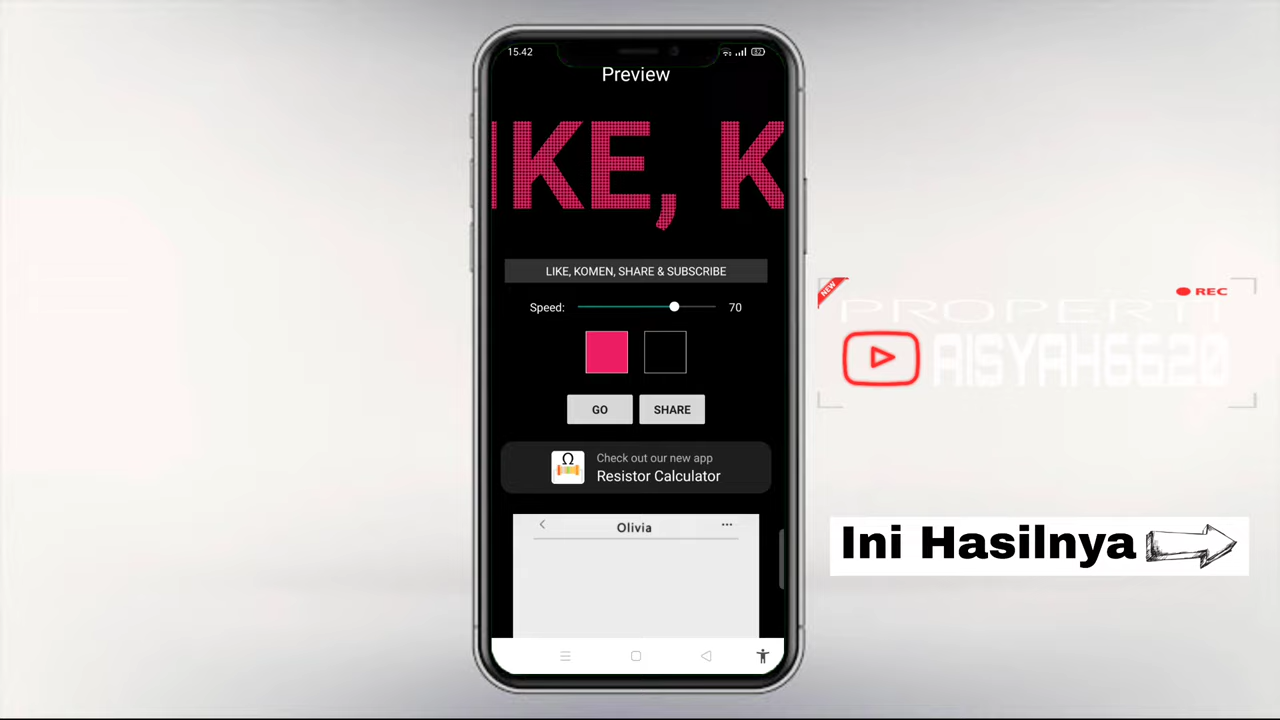 15.42
Preview
IKE, K
LIKE, KOMEN, SHARE & SUBSCRIBE
Speed: 70
GO SHARE
Check out our new app
Resistor Calculator
Olivia
NEW
REC
PROPERTI
AISYAH6620
Ini Hasilnya